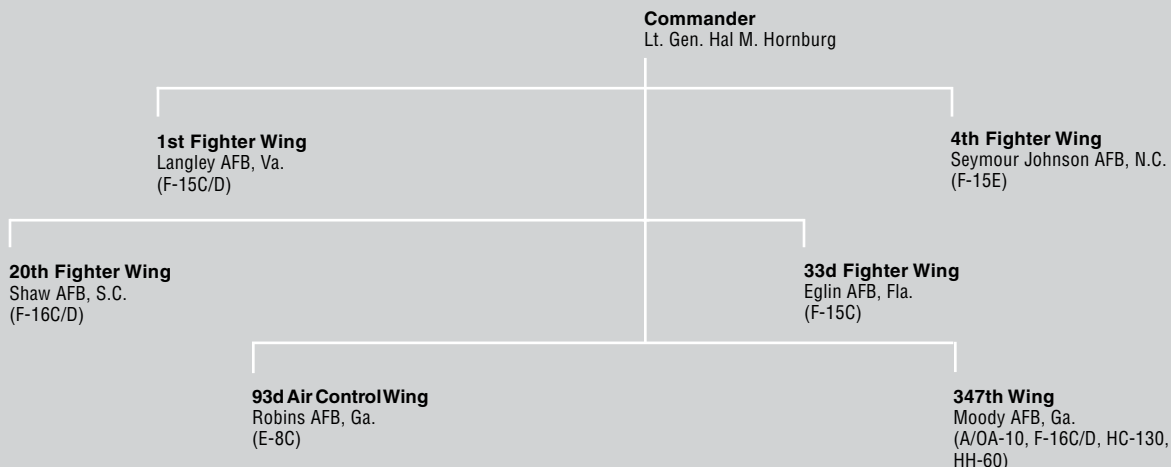 Commander
Lt. Gen. Hal M. Hornburg
1st Fighter Wing
Langley AFB, Va.
(F-15C/D)
4th Fighter Wing
Seymour Johnson AFB, N.C.
(F-15E)
20th Fighter Wing
Shaw AFB, S.C.
(F-16C/D)
33d Fighter Wing
Eglin AFB, Fla.
(F-15C)
93d Air Control Wing
Robins AFB, Ga.
(E-8C)
347th Wing
Moody AFB, Ga.
(A/OA-10, F-16C/D, HC-130,
HH-60)